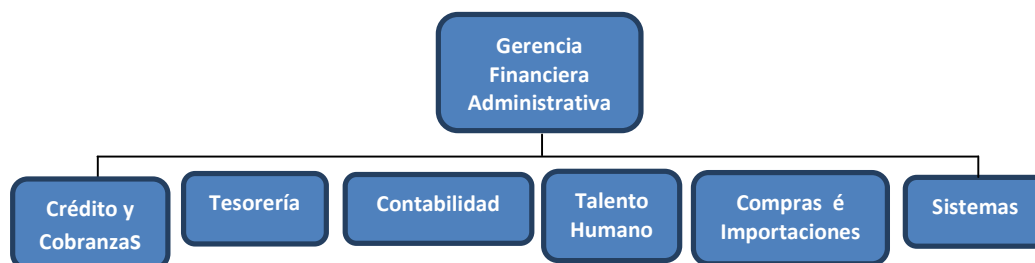 Gerencia
Financiera
Administrativa
Crédito y
Cobranzas
Tesorería
Contabilidad
Talento
Humano
Compras é
Importaciones
Sistemas